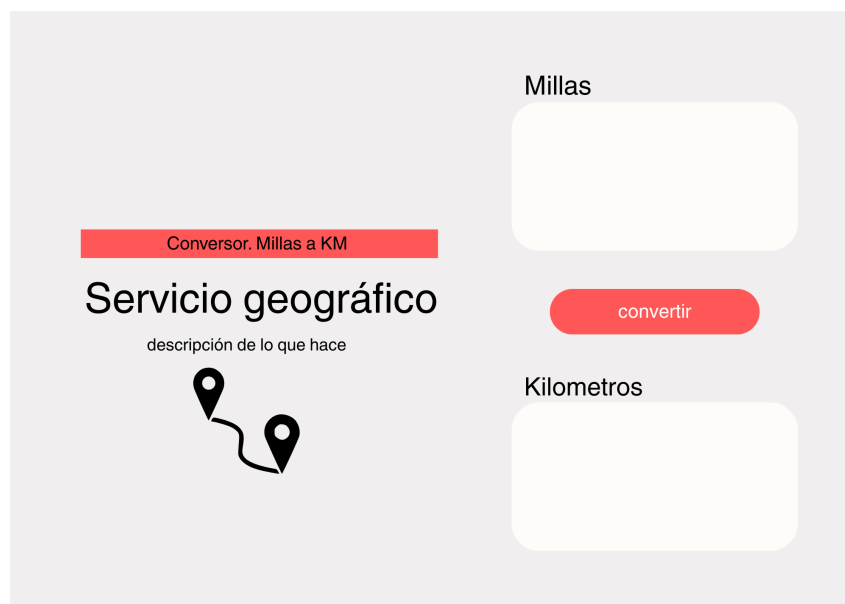 Conversor. Millas a KM
Servicio geográfico
descripción de lo que hace
Millas
convertir
Kilometros